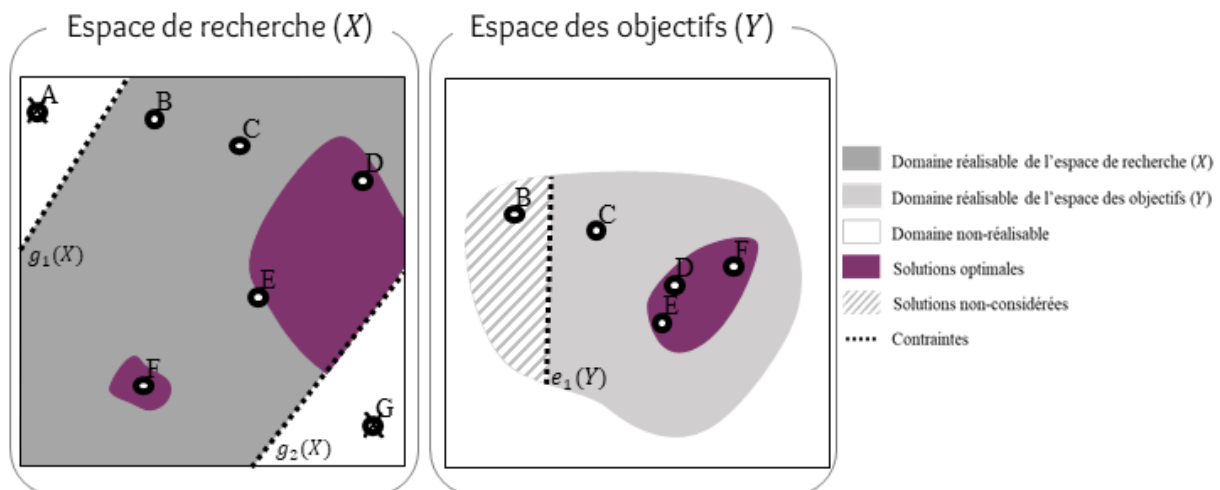 Espace de recherche (X)
Espace des objectifs (Y)
A
B
C
D
E
F
G
g₁(X)
g₂(X)
B
C
D
E
F
e₁(Y)
Domaine réalisable de l'espace de recherche (X)
Domaine réalisable de l'espace des objectifs (Y)
Domaine non-réalisable
Solutions optimales
Solutions non-considérées
Contraintes